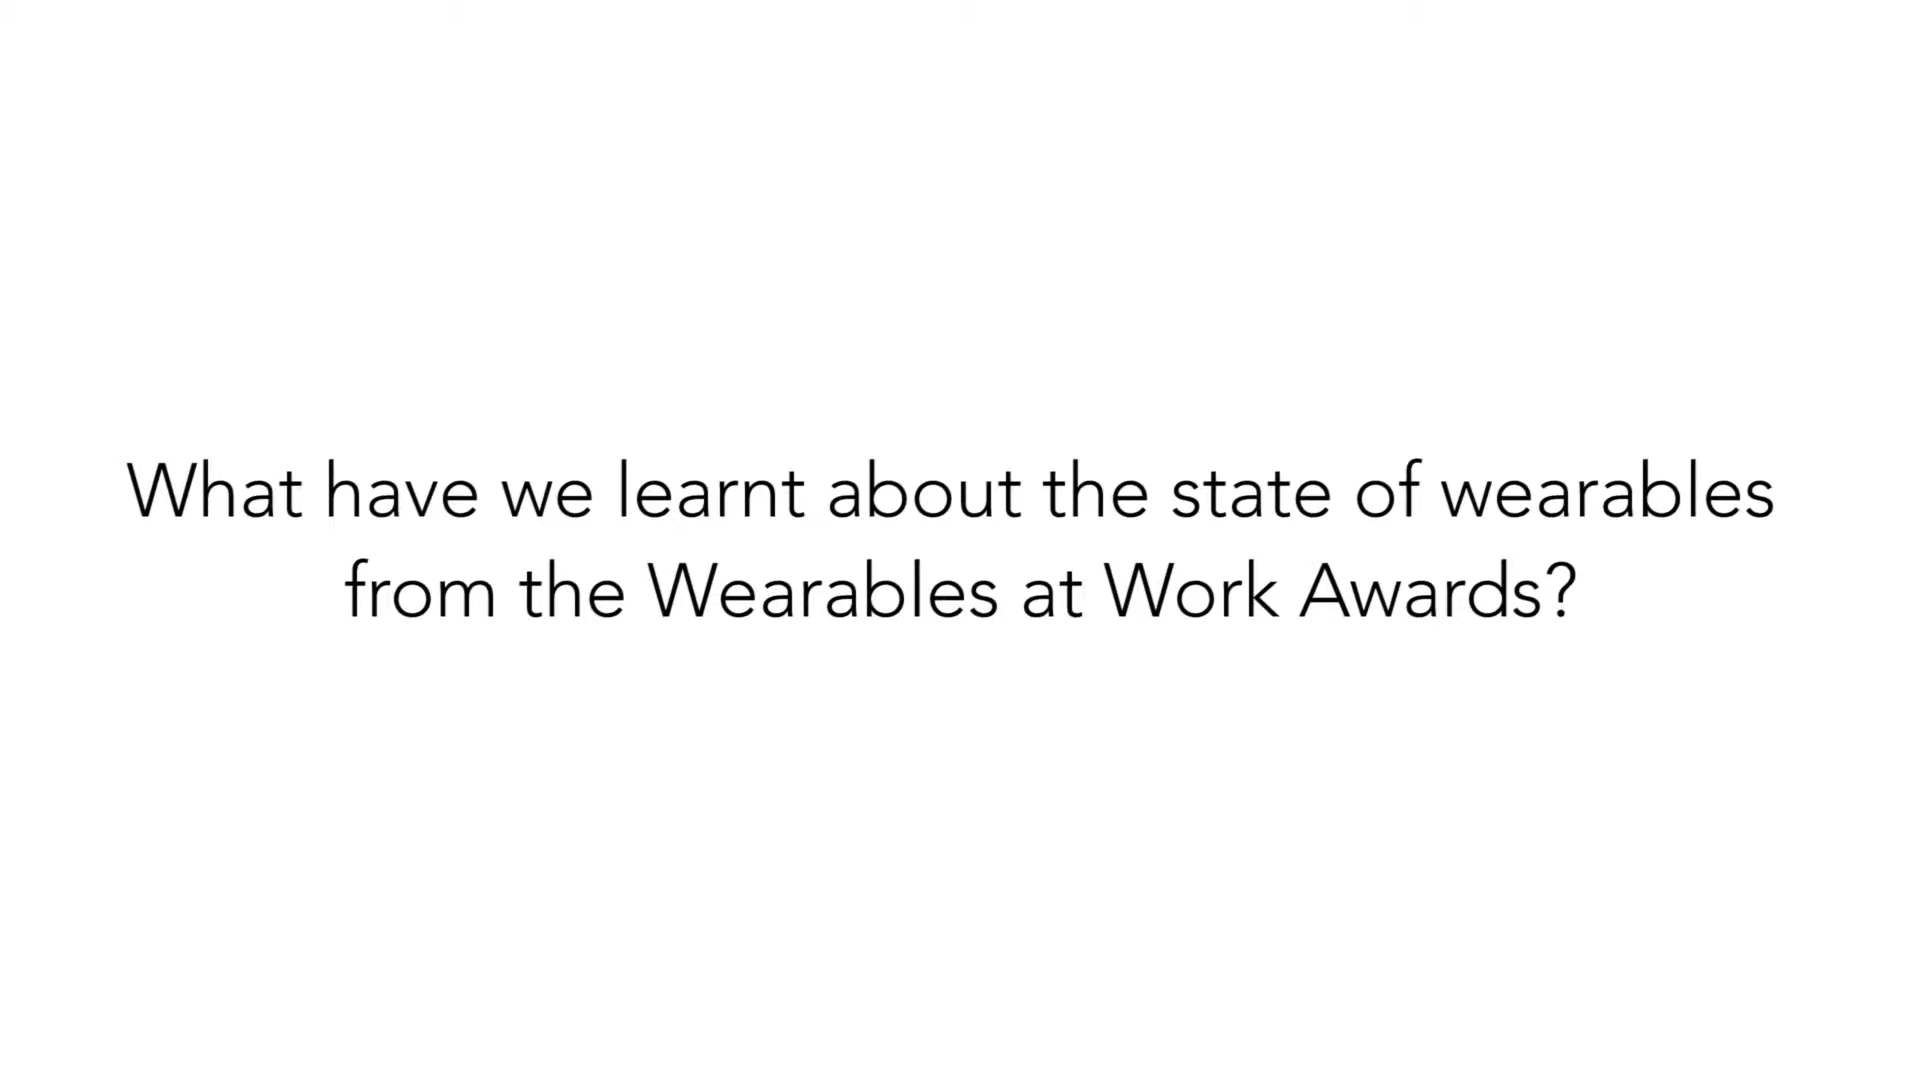 What have we learnt about the state of wearables
from the Wearables at Work Awards?